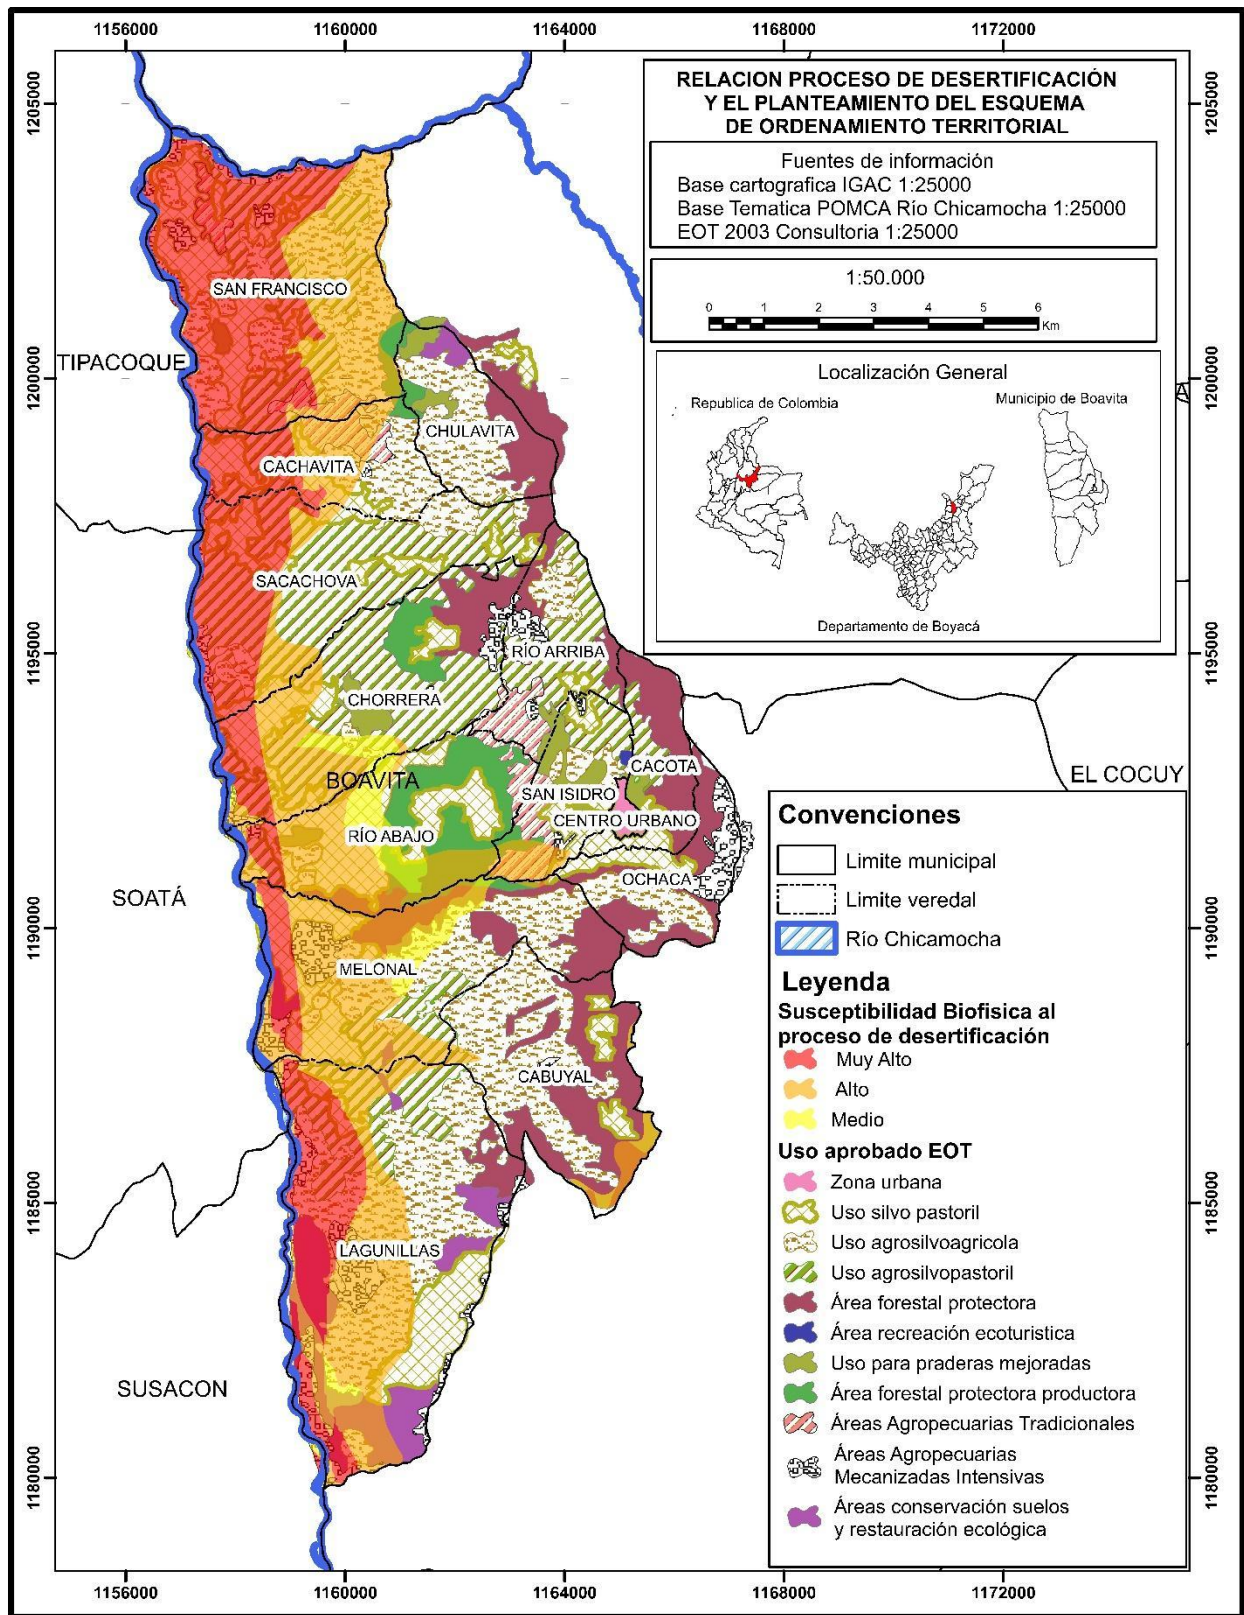 1156000
1160000
1164000
1168000
1172000
1205000
1200000
1195000
1190000
1185000
1180000
1205000
1200000
1195000
1190000
1185000
1180000
RELACION PROCESO DE DESERTIFICACIÓN
Y EL PLANTEAMIENTO DEL ESQUEMA
DE ORDENAMIENTO TERRITORIAL
Fuentes de información
Base cartografica IGAC 1:25000
Base Tematica POMCA Río Chicamocha 1:25000
EOT 2003 Consultoria 1:25000
1:50.000
0 1 2 3 4 5 6
Km
Localización General
Republica de Colombia
Municipio de Boavita
Departamento de Boyacá
A
SAN FRANCISCO
TIPACOQUE
CHULAVITA
CACHAVITA
SACACHOVA
RÍO ARRIBA
CHORRERA
CACOTA
BOAVITA
SAN ISIDRO
CENTRO URBANO
RÍO ABAJO
OCHACA
SOATÁ
MELONAL
CABUYAL
LAGUNILLAS
SUSACON
EL COCUY
Convenciones
Limite municipal
Limite veredal
Río Chicamocha
Leyenda
Susceptibilidad Biofisica al
proceso de desertificación
Muy Alto
Alto
Medio
Uso aprobado EOT
Zona urbana
Uso silvo pastoril
Uso agrosilvoagricola
Uso agrosilvopastoril
Área forestal protectora
Área recreación ecoturistica
Uso para praderas mejoradas
Área forestal protectora productora
Áreas Agropecuarias Tradicionales
Áreas Agropecuarias
Mecanizadas Intensivas
Áreas conservación suelos
y restauración ecológica
1156000
1160000
1164000
1168000
1172000